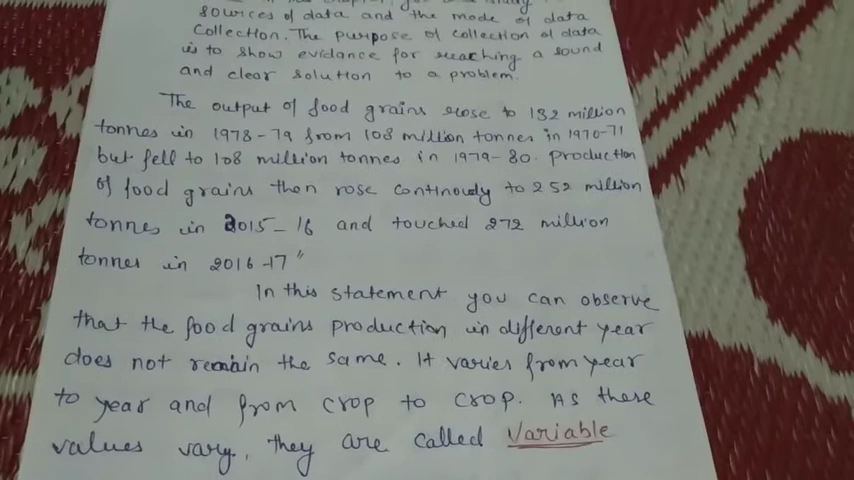 sources of data and the mode of data
collection. The purpose of collection of data
is to show evidence for reaching a sound
and clear solution to a problem.
The output of food grains rose to 132 million
tonnes in 1978-79 from 108 million tonnes in 1970-71
but fell to 108 million tonnes in 1979-80. Production
of food grains then rose continously to 252 million
tonnes in 2015-16 and touched 272 million
tonnes in 2016-17"
In this statement you can observe
that the food grains production in different year
does not remain the same. It varies from year
to year and from crop to crop. As these
values vary, they are called Variable